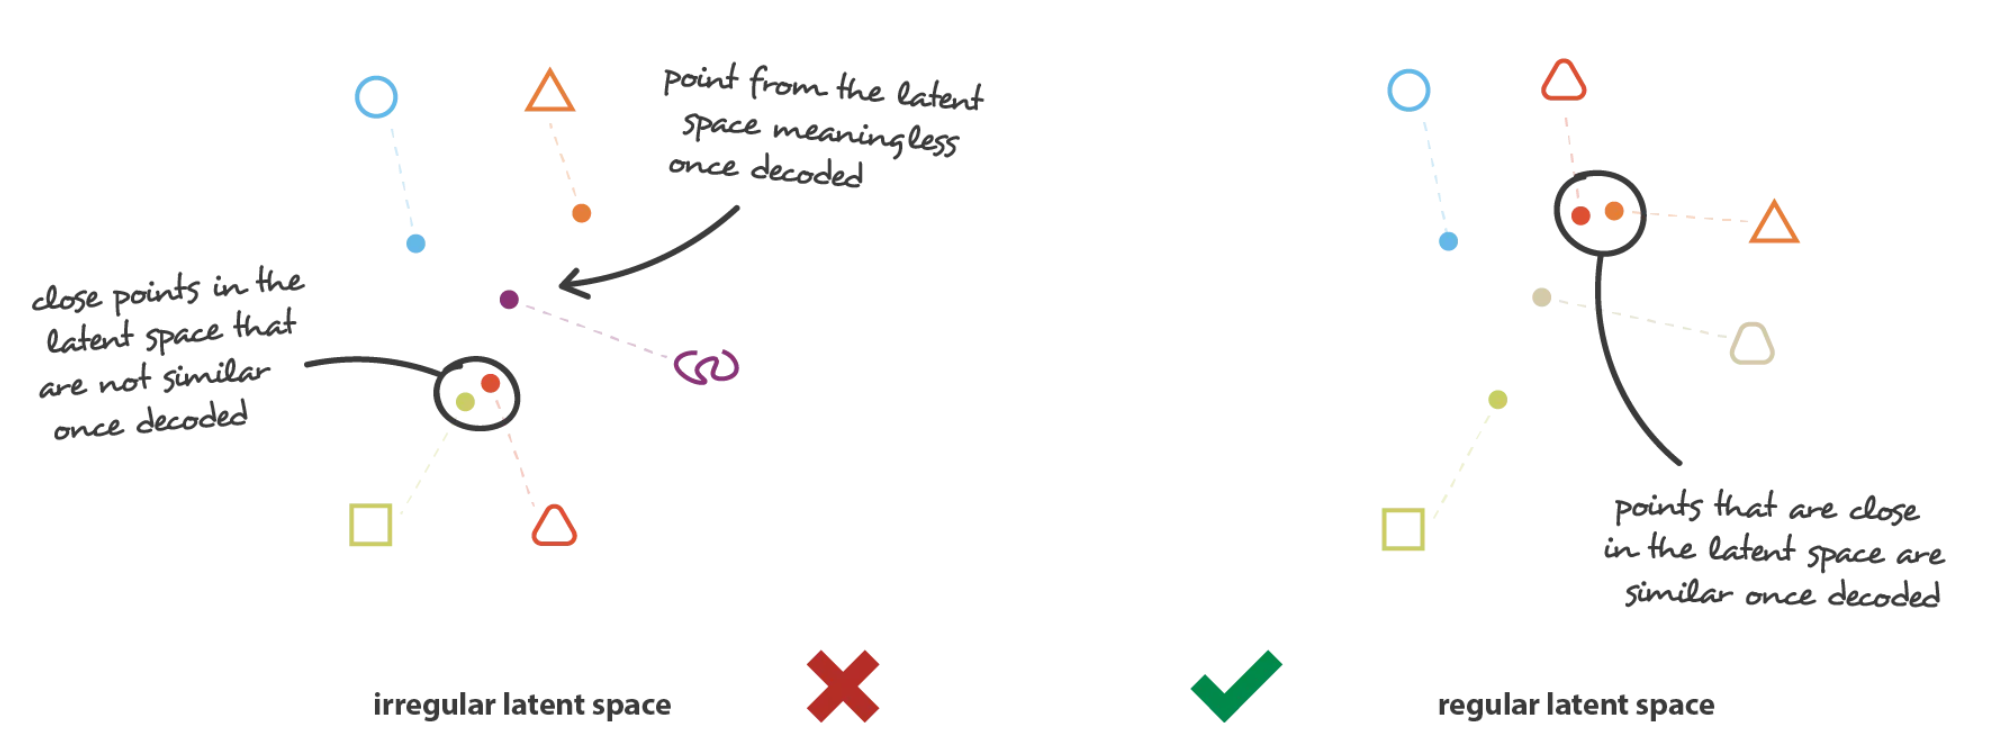 point from the latent
space meaningless
once decoded
close points in the
latent space that
are not similar
once decoded
points that are close
in the latent space are
similar once decoded
irregular latent space
regular latent space